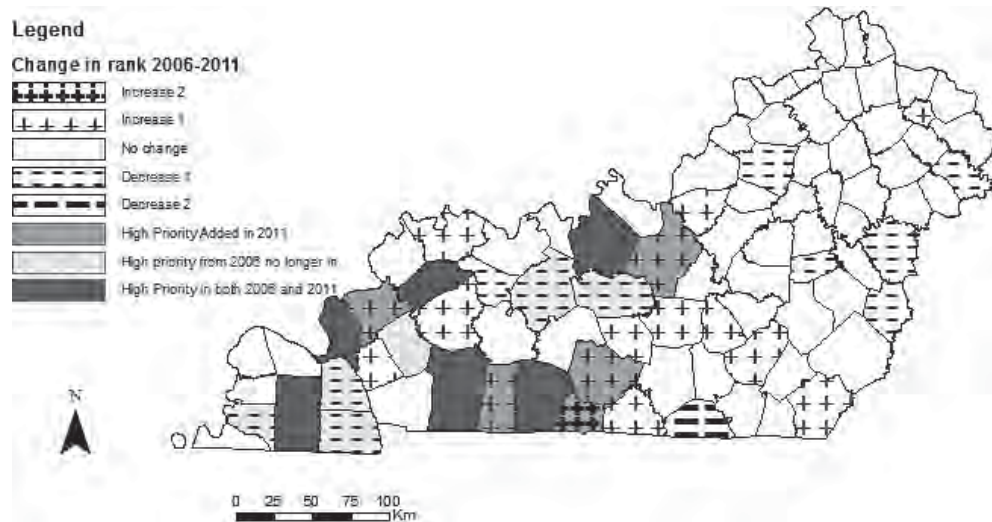 Legend
Change in rank 2006-2011
Increase 2
Increase 1
No change
Decrease 1
Decrease 2
High Priority Added in 2011
High priority from 2006 no longer in
High Priority in both 2006 and 2011
N
0 25 50 75 100
Km